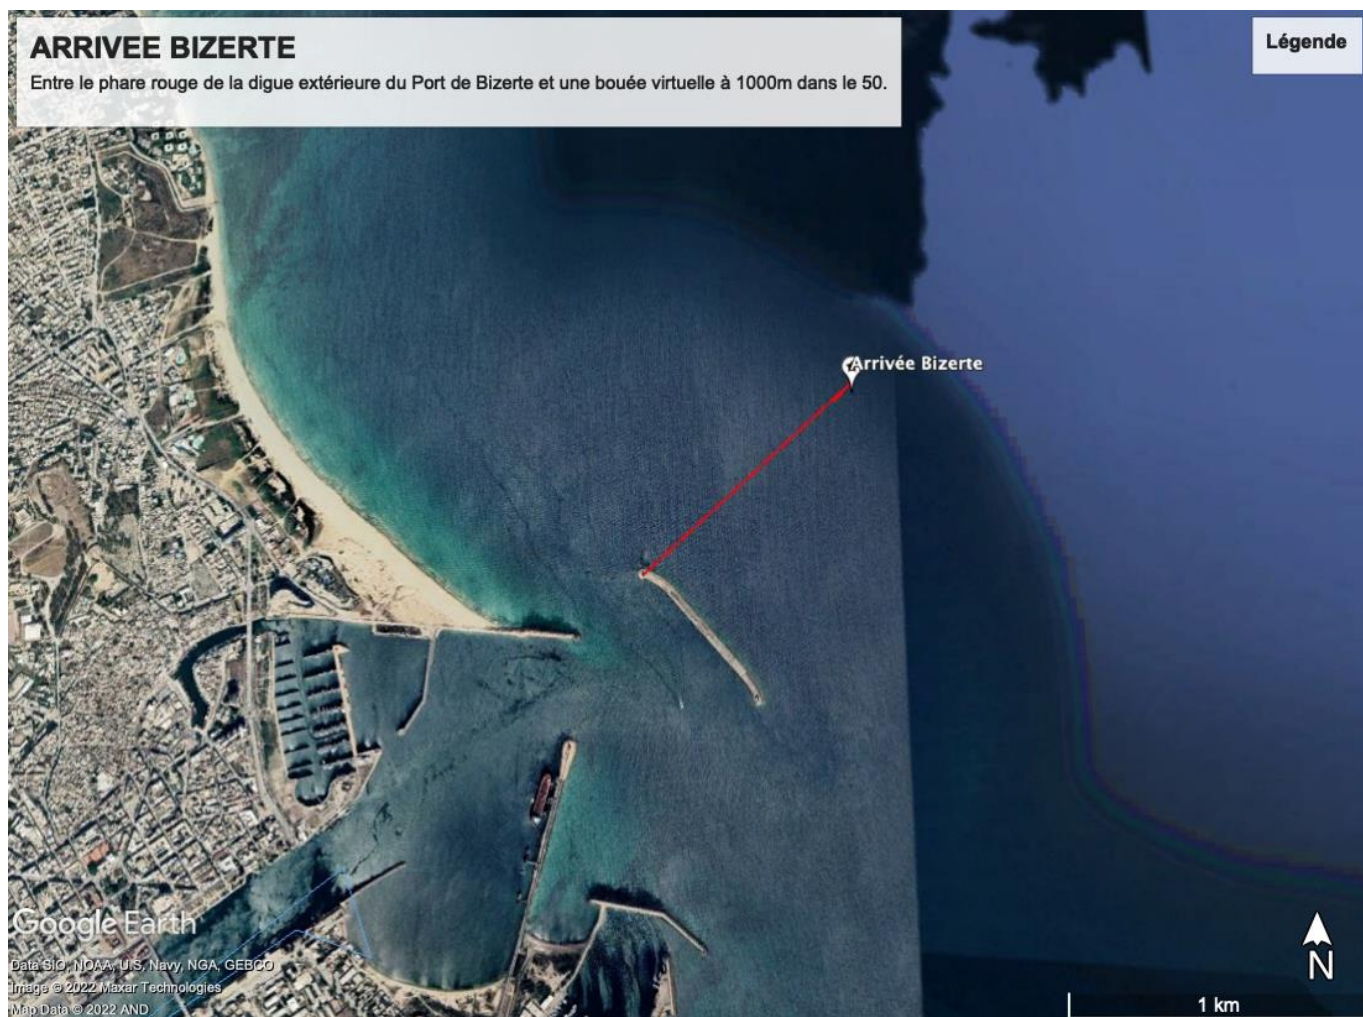 ARRIVEE BIZERTE
Entre le phare rouge de la digue extérieure du Port de Bizerte et une bouée virtuelle à 1000m dans le 50.
Légende
Arrivée Bizerte
Google Earth
Data SIO, NOAA, U.S. Navy, NGA, GEBCO
Image © 2022 Maxar Technologies
Map Data © 2022 AND
N
1 km